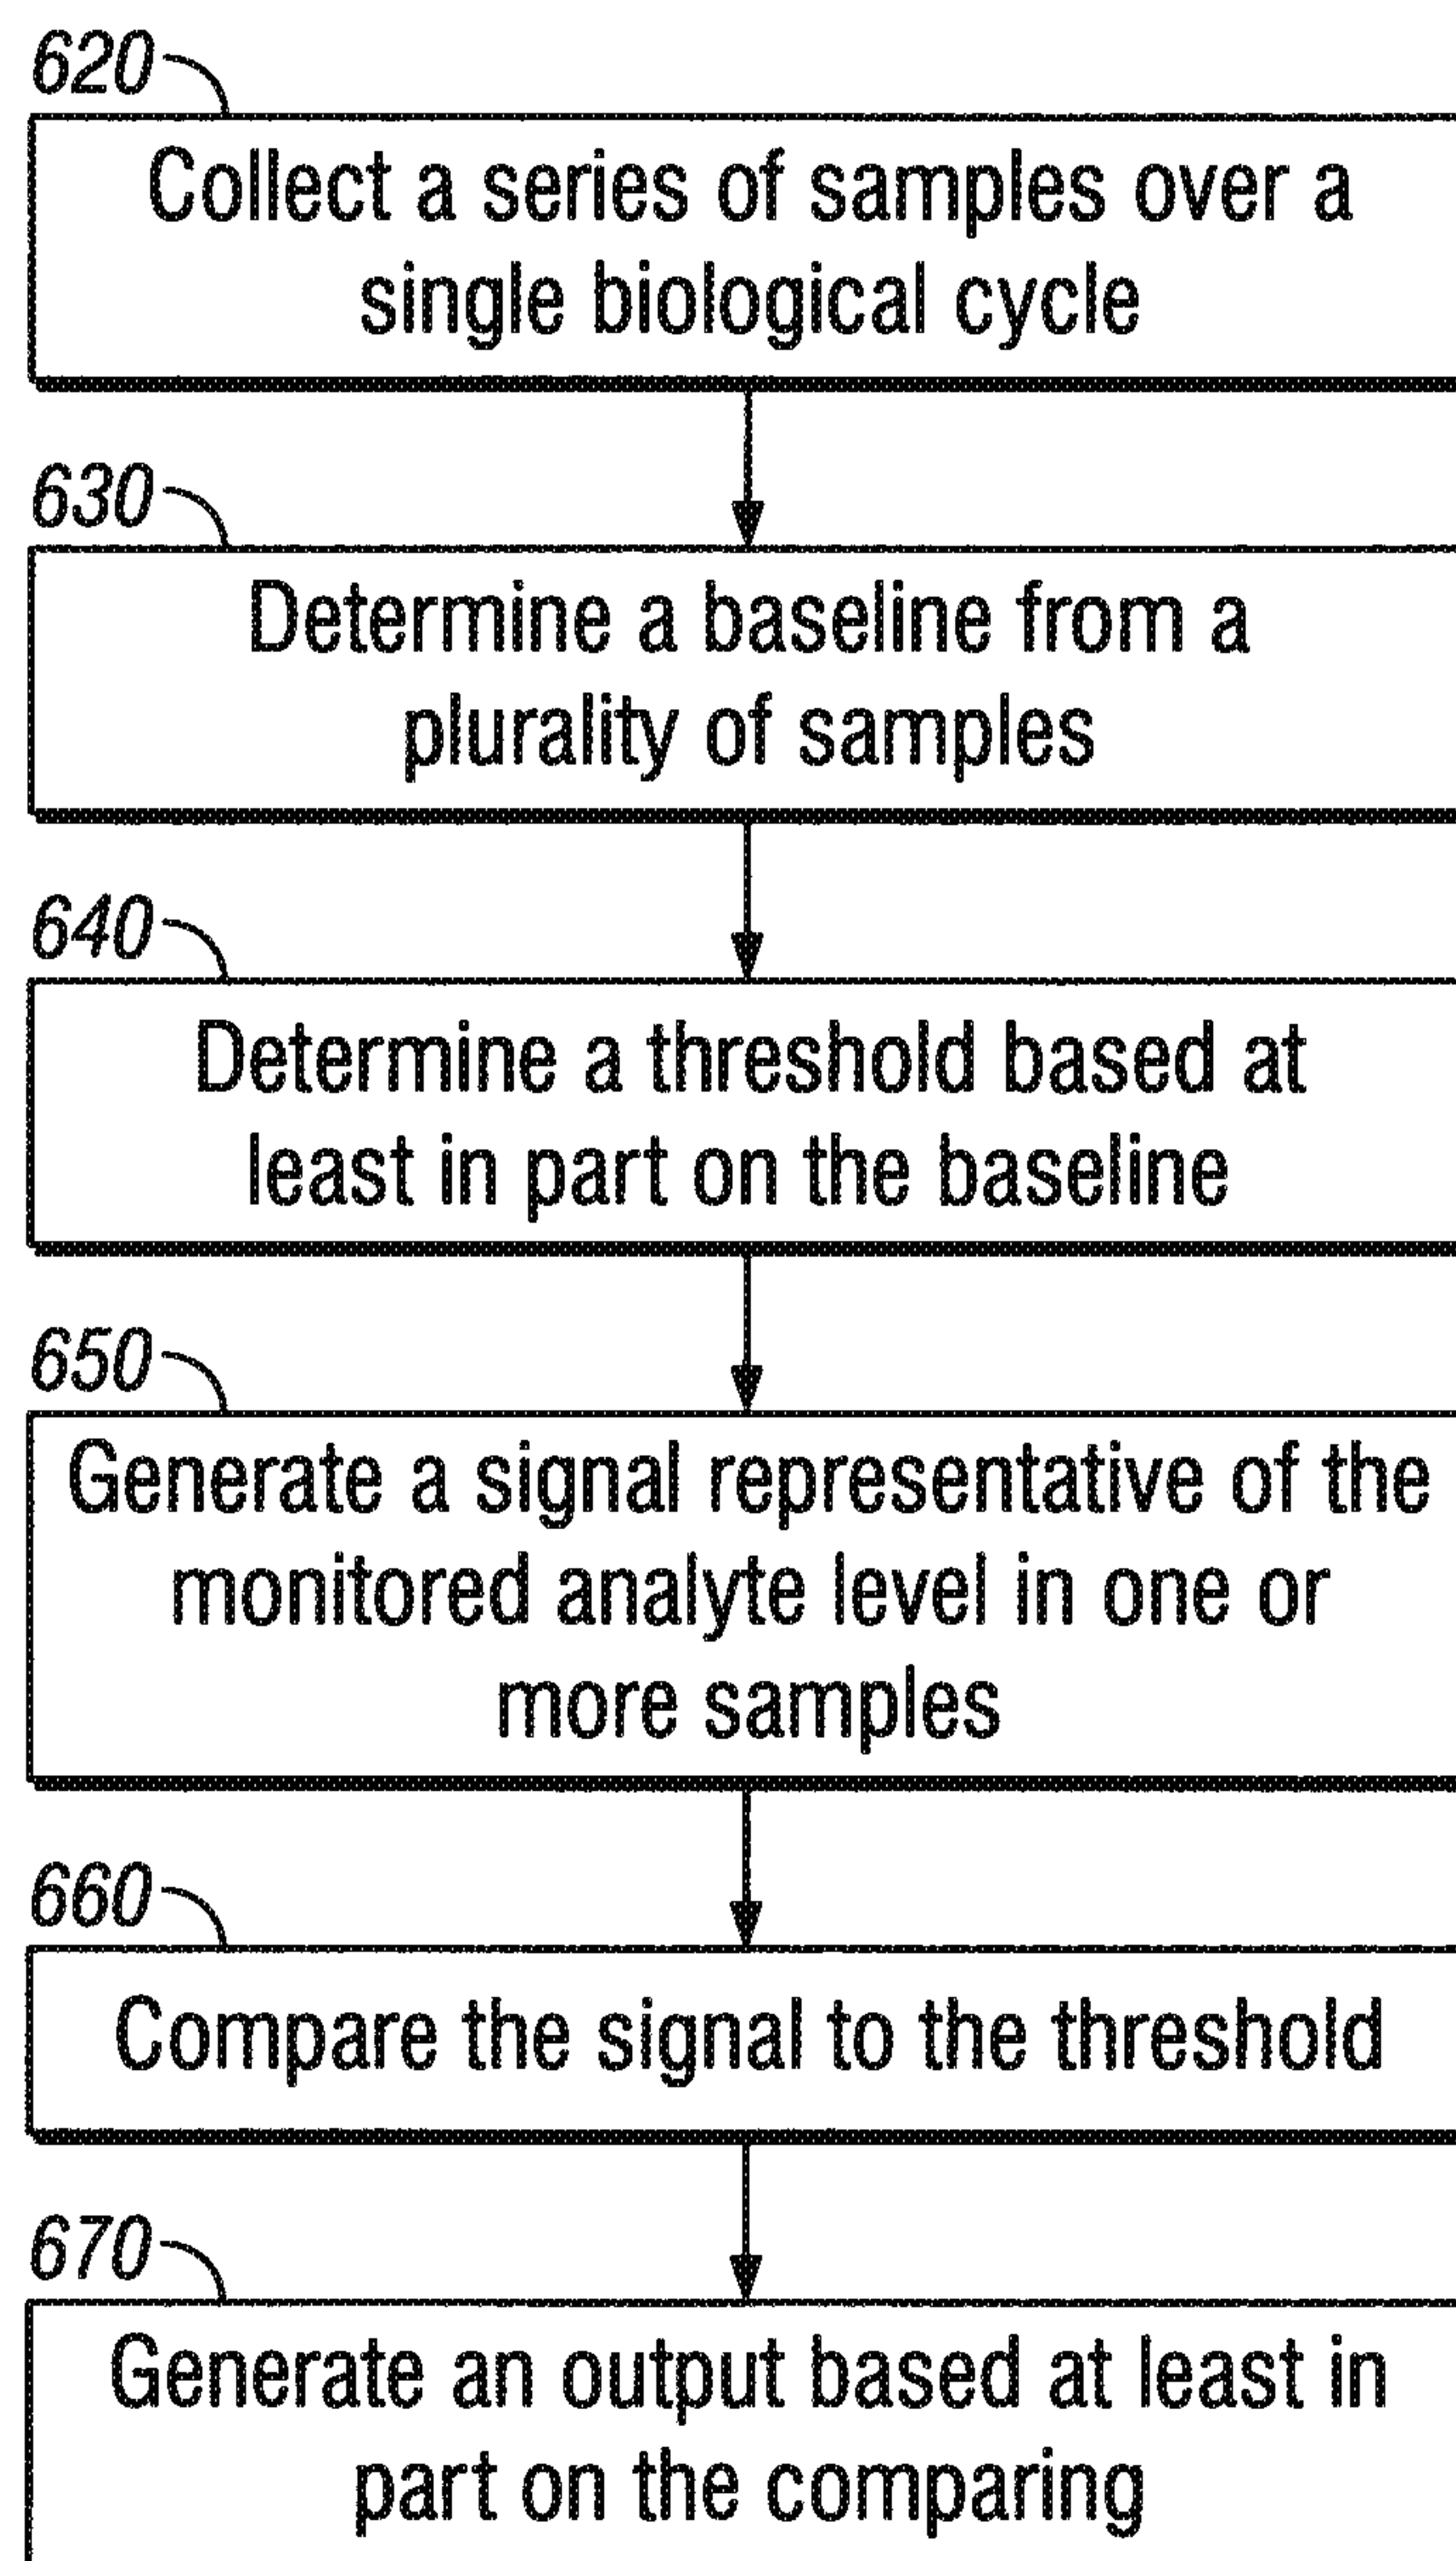 620
Collect a series of samples over a
single biological cycle
630
Determine a baseline from a
plurality of samples
640
Determine a threshold based at
least in part on the baseline
650
Generate a signal representative of the
monitored analyte level in one or
more samples
660
Compare the signal to the threshold
670
Generate an output based at least in
part on the comparing